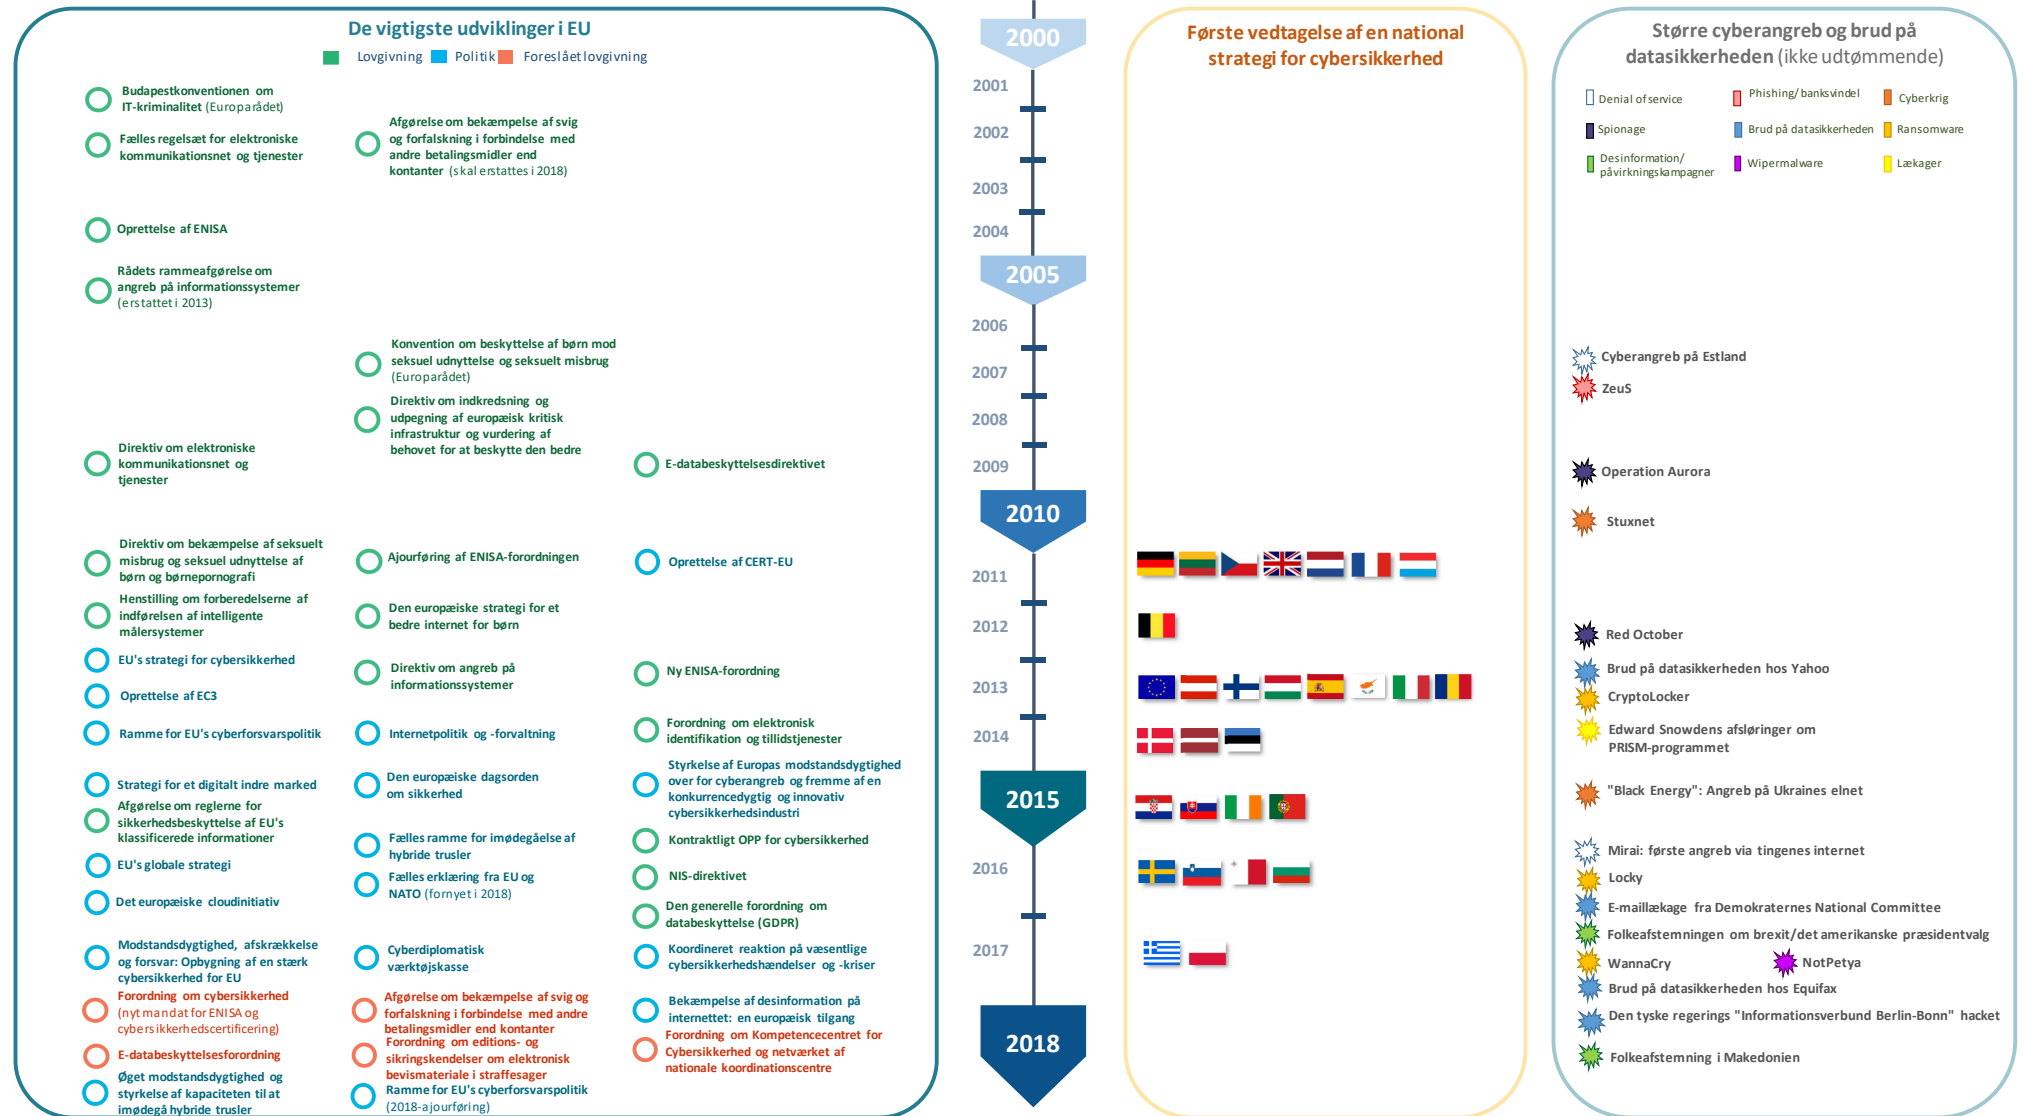 De vigtigste udviklinger i EU
Lovgivning
Politik
Foreslået lovgivning
Budapestkonventionen om
IT-kriminalitet (Europarådet)
Fælles regelsæt for elektroniske
kommunikationsnet og tjenester
Afgørelse om bekæmpelse af svig
og forfalskning i forbindelse med
andre betalingsmidler end
kontanter (skal erstattes i 2018)
Oprettelse af ENISA
Rådets rammeafgørelse om
angreb på informationssystemer
(erstattet i 2013)
Konvention om beskyttelse af børn mod
seksuel udnyttelse og seksuelt misbrug
(Europarådet)
Direktiv om indkredsning og
udpegning af europæisk kritisk
infrastruktur og vurdering af
behovet for at beskytte den bedre
Direktiv om elektroniske
kommunikationsnet og
tjenester
E-databeskyttelsesdirektivet
Direktiv om bekæmpelse af seksuelt
misbrug og seksuel udnyttelse af
børn og børnepornografi
Ajourføring af ENISA-forordningen
Oprettelse af CERT-EU
Henstilling om forberedelserne af
indførelsen af intelligente
målersystemer
Den europæiske strategi for et
bedre internet for børn
EU's strategi for cybersikkerhed
Direktiv om angreb på
informationssystemer
Ny ENISA-forordning
Oprettelse af EC3
Ramme for EU's cyberforsvarspolitik
Internetpolitik og -forvaltning
Forordning om elektronisk
identifikation og tillidstjenester
Strategi for et digitalt indre marked
Den europæiske dagsorden
om sikkerhed
Styrkelse af Europas modstandsdygtighed
over for cyberangreb og fremme af en
konkurrencedygtig og innovativ
cybersikkerhedsindustri
Afgørelse om reglerne for
sikkerhedsbeskyttelse af EU's
klassificerede informationer
Fælles ramme for imødegåelse af
hybride trusler
Kontraktligt OPP for cybersikkerhed
EU's globale strategi
Fælles erklæring fra EU og
NATO (fornyet i 2018)
NIS-direktivet
Det europæiske cloudinitiativ
Den generelle forordning om
databeskyttelse (GDPR)
Modstandsdygtighed, afskrækkelse
og forsvar: Opbygning af en stærk
cybersikkerhed for EU
Cyberdiplomatisk
værktøjskasse
Koordineret reaktion på væsentlige
cybersikkerhedshændelser og -kriser
Forordning om cybersikkerhed
(nyt mandat for ENISA og
cybersikkerhedscertificering)
Afgørelse om bekæmpelse af svig og
forfalskning i forbindelse med andre
betalingsmidler end kontanter
Bekæmpelse af desinformation på
internettet: en europæisk tilgang
E-databeskyttelsesforordning
Forordning om editions- og
sikringskendelser om elektronisk
bevismateriale i straffesager
Forordning om Kompetencecentret for
Cybersikkerhed og netværket af
nationale koordinationscentre
Øget modstandsdygtighed og
styrkelse af kapaciteten til at
imødegå hybride trusler
Ramme for EU's cyberforsvarspolitik
(2018-ajourføring)
2000
2001
2002
2003
2004
2005
2006
2007
2008
2009
2010
2011
2012
2013
2014
2015
2016
2017
2018
Første vedtagelse af en national
strategi for cybersikkerhed
Større cyberangreb og brud på
datasikkerheden (ikke udtømmende)
Denial of service
Phishing/banksvindel
Cyberkrig
Spionage
Brud på datasikkerheden
Ransomware
Desinformation/
påvirkningskampagner
Wipermalware
Lækager
Cyberangreb på Estland
ZeuS
Operation Aurora
Stuxnet
Red October
Brud på datasikkerheden hos Yahoo
CryptoLocker
Edward Snowdens afsløringer om
PRISM-programmet
"Black Energy": Angreb på Ukraines elnet
Mirai: første angreb via tingenes internet
Locky
E-maillækage fra Demokraternes National Committee
Folkeafstemningen om brexit/det amerikanske præsidentvalg
WannaCry
NotPetya
Brud på datasikkerheden hos Equifax
Den tyske regerings "Informationsverbund Berlin-Bonn" hacket
Folkeafstemning i Makedonien